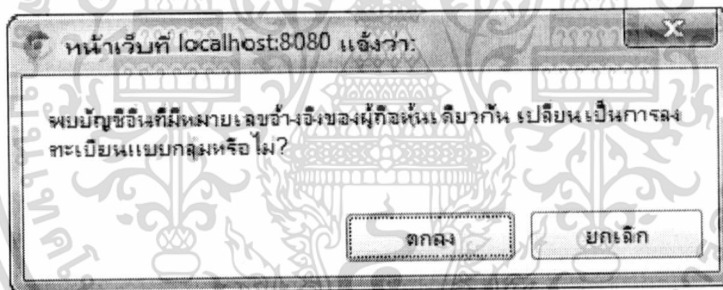 หน้าเว็บที่ localhost:8080 แจ้งว่า:
พบบัญชีอื่นที่มีหมายเลขอ้างอิงของผู้ถือหุ้นเดียวกัน เปลี่ยนเป็นการลง
ทะเบียนแบบกลุ่มหรือไม่?
ตกลง
ยกเลิก